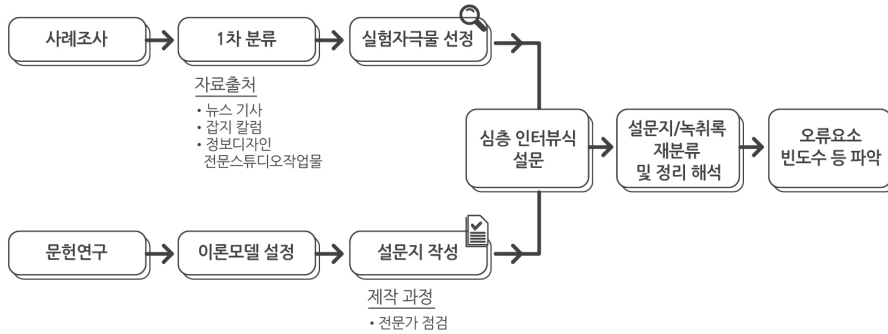 사례조사
1차 분류
실험자극물 선정
자료출처
• 뉴스 기사
• 잡지 칼럼
• 정보디자인
전문스튜디오작업물
심층 인터뷰식
설문
설문지/녹취록
재분류
및 정리 해석
오류요소
빈도수 등 파악
문헌연구
이론모델 설정
설문지 작성
제작 과정
• 전문가 점검